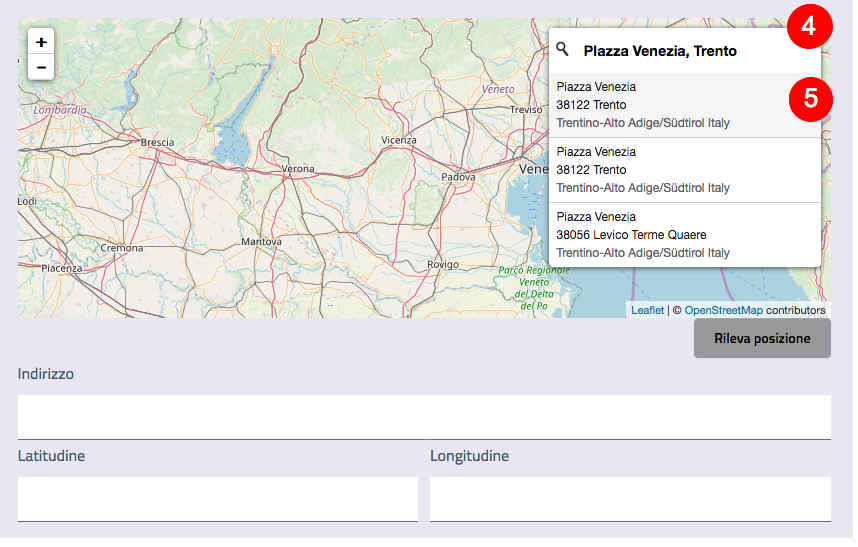 +
−
4
Piazza Venezia, Trento
5
Piazza Venezia
38122 Trento
Trentino-Alto Adige/Südtirol Italy
Piazza Venezia
38122 Trento
Trentino-Alto Adige/Südtirol Italy
Piazza Venezia
38056 Levico Terme Quaere
Trentino-Alto Adige/Südtirol Italy
Lombardia
Veneto
Treviso
Brescia
Vicenza
Verona
Padova
Vene
Lodi
Mantova
Cremona
Piacenza
Rovigo
Parco Regionale
Veneto
del Delta
del Po
Leaflet | © OpenStreetMap contributors
Rileva posizione
Indirizzo
Latitudine
Longitudine